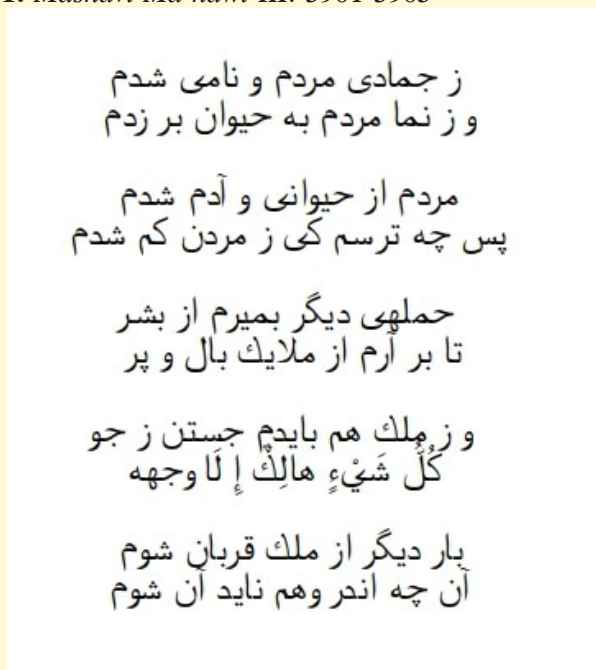 ز جمادی مردم و نامی شدم
و ز نما مردم به حیوان بر زدم
مردم از حیوانی و آدم شدم
پس چه ترسم کی ز مردن کم شدم
حملهی دیگر بمیرم از بشر
تا بر آرم از ملایك بال و پر
و ز ملك هم بایدم جستن ز جو
كُلُّ شَيْ‌ءٍ هالِكٌ إِ لَّا وجهه
بار دیگر از ملك قربان شوم
آن چه اندر وهم ناید آن شوم